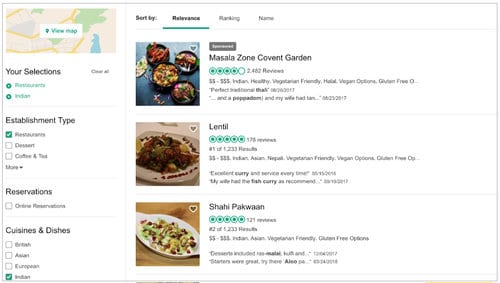 View map
Your Selections
Clear all
Restaurants
Indian
Establishment Type
Restaurants
Dessert
Coffee & Tea
More
Reservations
Online Reservations
Cuisines & Dishes
British
Asian
European
Indian
Sort by: Relevance Ranking Name
Sponsored
Masala Zone Covent Garden
2,482 Reviews
$$ - $$$, Indian, Healthy, Vegetarian Friendly, Halal, Vegan Options, Gluten Free O...
"Perfect traditional thali" 08/26/2017
"... and a poppadom) and my wife had tan..." 08/23/2017
Lentil
175 reviews
#1 of 1,233 Results
$$ - $$$, Indian, Asian, Nepali, Vegetarian Friendly, Vegan Options, Gluten Free Op...
"Excellent curry and service every time!" 05/15/2018
"My wife had the fish curry as recommend..." 03/19/2017
Shahi Pakwaan
121 reviews
#2 of 1,233 Results
$$ - $$$, Indian, Asian, Vegetarian Friendly, Gluten Free Options
"Desserts included ras-malai, kulfi and..." 12/04/2017
"Starters were great, try there 'Aloo pa..." 03/24/2018